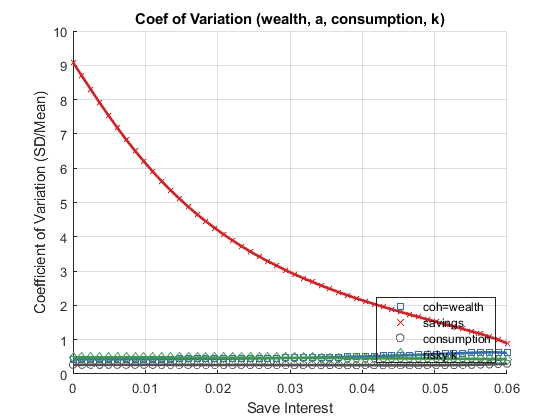 Coef of Variation (wealth, a, consumption, k)
10
9
8
7
6
5
4
3
2
1
0
Coefficient of Variation (SD/Mean)
coh=wealth
savings
consumption
risky k
0 0.01 0.02 0.03 0.04 0.05 0.06
Save Interest